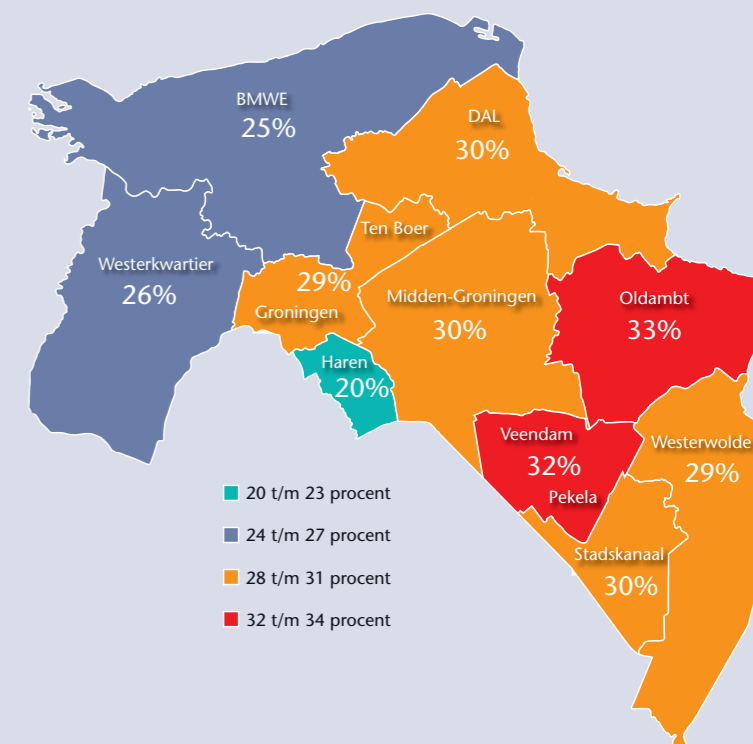 BMWE
25%
DAL
30%
Ten Boer
Westerkwartier
26%
29%
Groningen
Midden-Groningen
30%
Oldambt
33%
Haren
20%
Veendam
32%
Pekela
Westerwolde
29%
Stadskanaal
30%
20 t/m 23 procent
24 t/m 27 procent
28 t/m 31 procent
32 t/m 34 procent